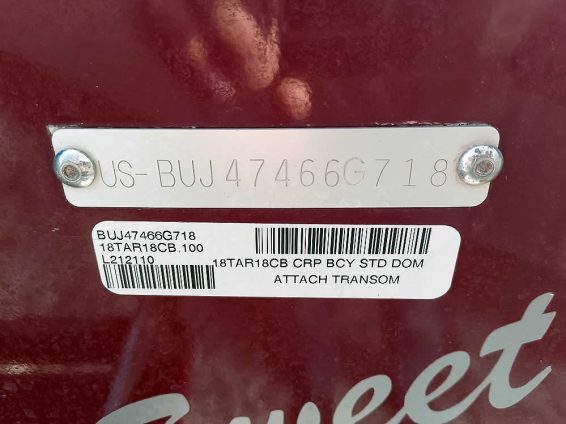 US-BUJ47466G718
BUJ47466G718
18TAR18CB.100
L212110
18TAR18CB CRP BCY STD DOM
ATTACH TRANSOM
Sweet